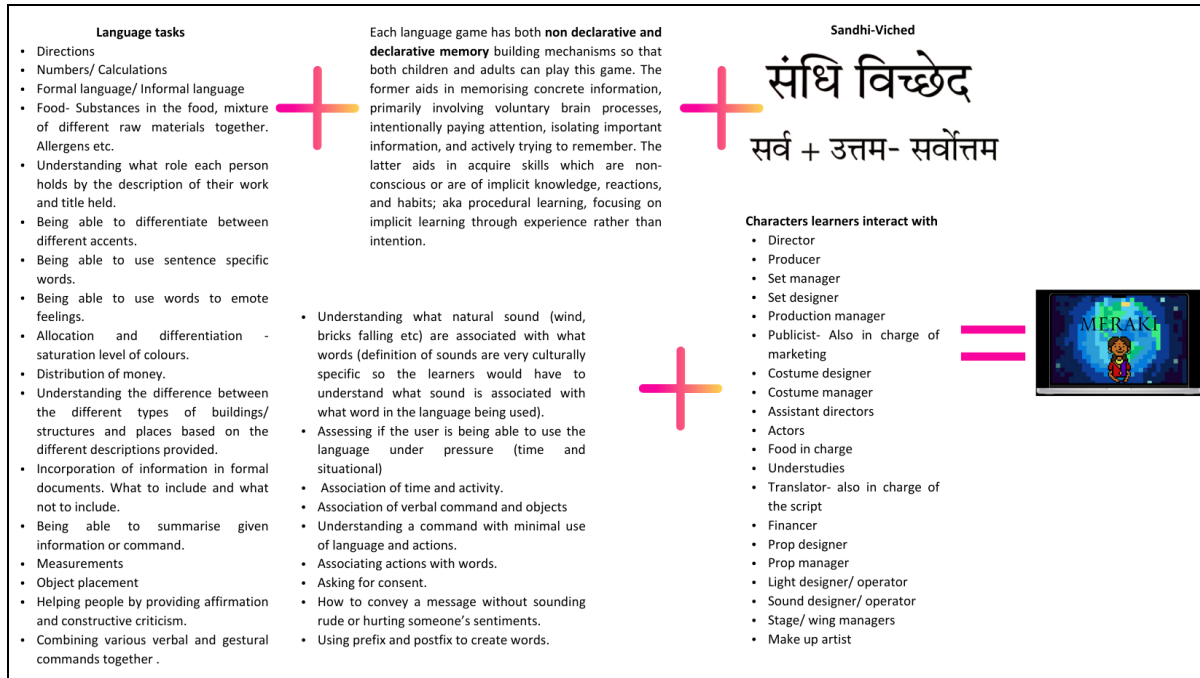 Language tasks
• Directions
• Numbers/ Calculations
• Formal language/ Informal language
• Food- Substances in the food, mixture
of different raw materials together.
Allergens etc.
• Understanding what role each person
holds by the description of their work
and title held.
• Being able to differentiate between
different accents.
• Being able to use sentence specific
words.
• Being able to use words to emote
feelings.
• Allocation and differentiation -
saturation level of colours.
• Distribution of money.
• Understanding the difference between
the different types of buildings/
structures and places based on the
different descriptions provided.
• Incorporation of information in formal
documents. What to include and what
not to include.
• Being able to summarise given
information or command.
• Measurements
• Object placement
• Helping people by providing affirmation
and constructive criticism.
• Combining various verbal and gestural
commands together .
Each language game has both non declarative and
declarative memory building mechanisms so that
both children and adults can play this game. The
former aids in memorising concrete information,
primarily involving voluntary brain processes,
intentionally paying attention, isolating important
information, and actively trying to remember. The
latter aids in acquire skills which are non-
conscious or are of implicit knowledge, reactions,
and habits; aka procedural learning, focusing on
implicit learning through experience rather than
intention.
• Understanding what natural sound (wind,
bricks falling etc) are associated with what
words (definition of sounds are very culturally
specific so the learners would have to
understand what sound is associated with
what word in the language being used).
• Assessing if the user is being able to use the
language under pressure (time and
situational)
• Association of time and activity.
• Association of verbal command and objects
• Understanding a command with minimal use
of language and actions.
• Associating actions with words.
• Asking for consent.
• How to convey a message without sounding
rude or hurting someone's sentiments.
• Using prefix and postfix to create words.
Sandhi-Viched
संधि विच्छेद
सर्व + उत्तम- सर्वोत्तम
Characters learners interact with
• Director
• Producer
• Set manager
• Set designer
• Production manager
• Publicist- Also in charge of
marketing
• Costume designer
• Costume manager
• Assistant directors
• Actors
• Food in charge
• Understudies
• Translator- also in charge of
the script
• Financer
• Prop designer
• Prop manager
• Light designer/ operator
• Sound designer/ operator
• Stage/ wing managers
• Make up artist
MERAKI